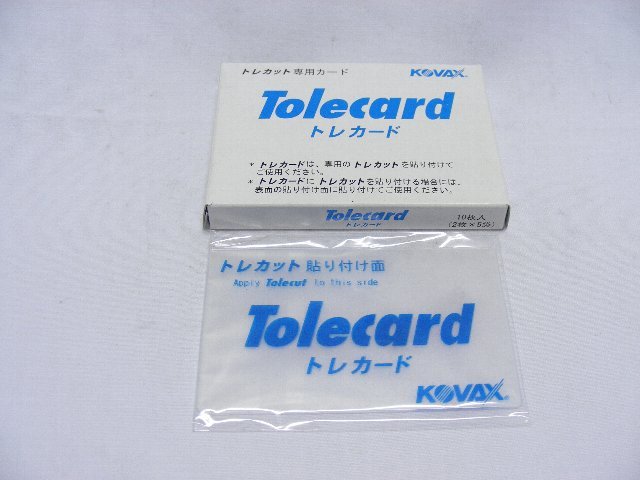 トレカット専用カード
KOVAX
Tolecard
トレカード
* トレカードは、専用のトレカットを貼り付けて
ご使用ください。
* トレカードにトレカットを貼り付ける場合には、
表面の貼り付け面に貼り付けてご使用ください。
Tolecard
トレカード
10枚入
(2枚×5袋)
トレカット 貼り付け面
Apply Tolecut to this side
Tolecard
トレカード
KOVAX®